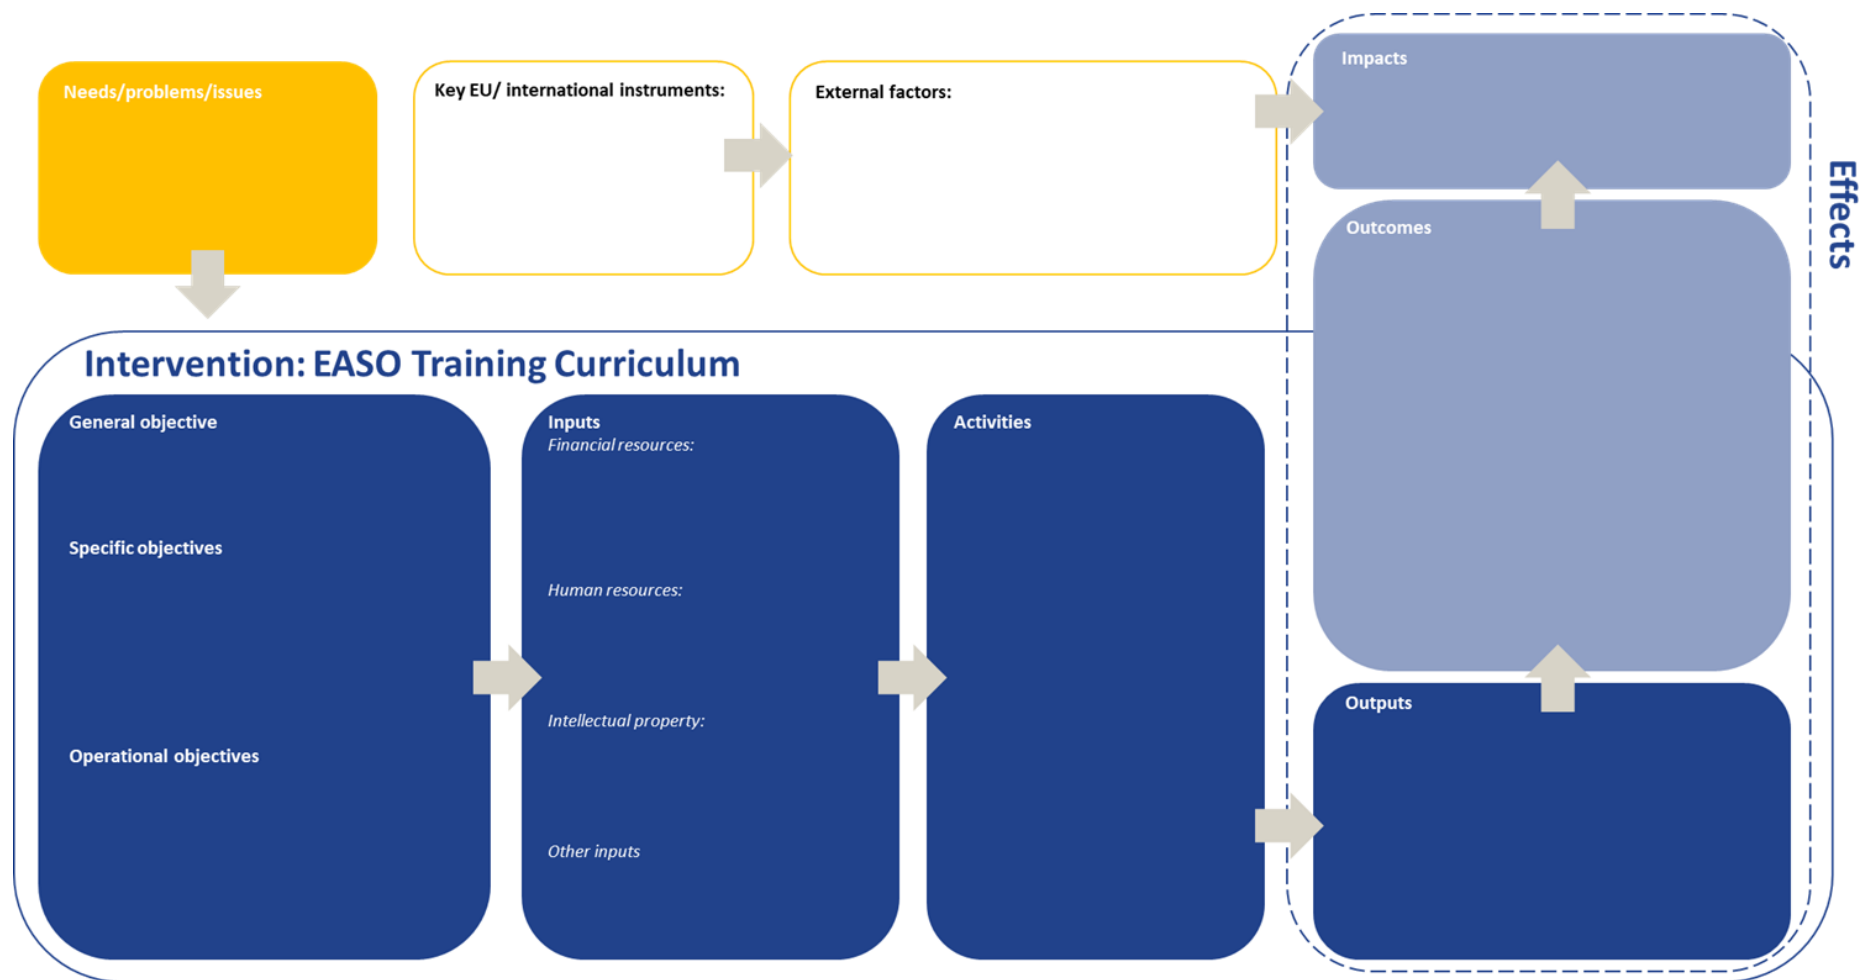 Needs/problems/issues
Key EU/ international instruments:
External factors:
Impacts
Effects
Outcomes
Intervention: EASO Training Curriculum
General objective
Specific objectives
Operational objectives
Inputs
Financial resources:
Human resources:
Intellectual property:
Other inputs
Activities
Outputs